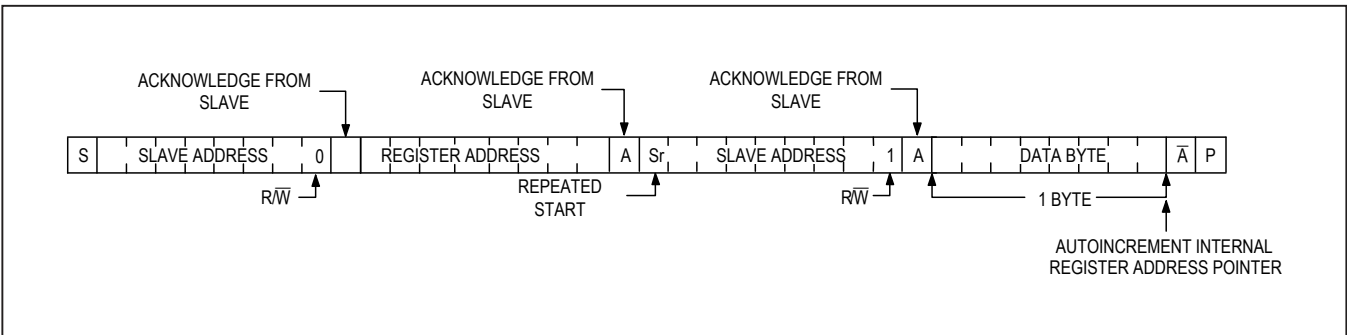 ACKNOWLEDGE FROM
SLAVE
ACKNOWLEDGE FROM
SLAVE
ACKNOWLEDGE FROM
SLAVE
S SLAVE ADDRESS 0 REGISTER ADDRESS A Sr SLAVE ADDRESS 1 A DATA BYTE A̅ P
R/W̅
REPEATED
START
R/W̅
1 BYTE
AUTOINCREMENT INTERNAL
REGISTER ADDRESS POINTER